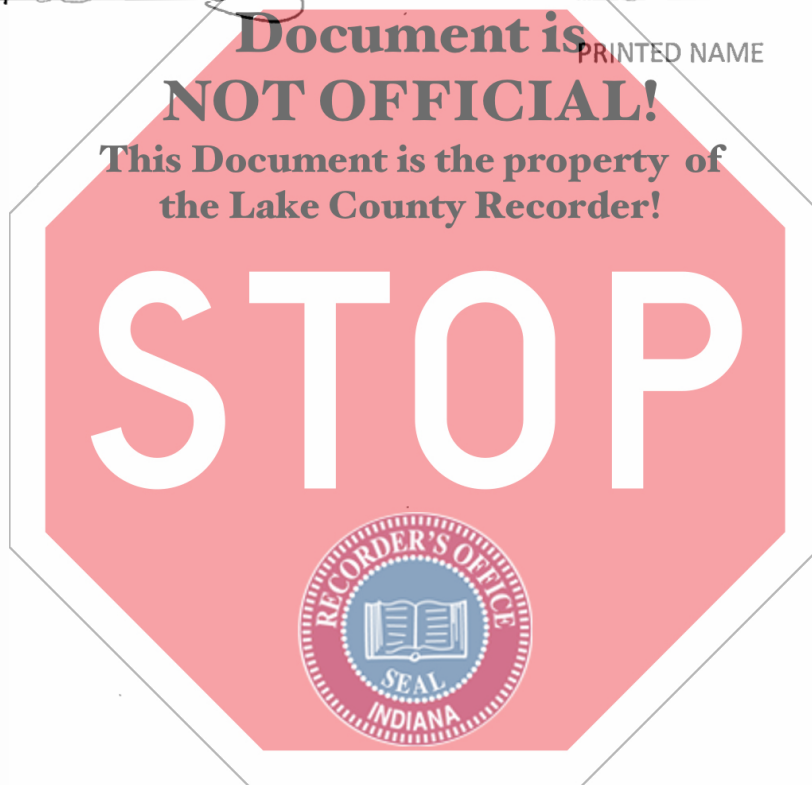 Document is
PRINTED NAME
NOT OFFICIAL!
This Document is the property of
the Lake County Recorder!
STOP
RECORDER'S OFFICE
SEAL
INDIANA